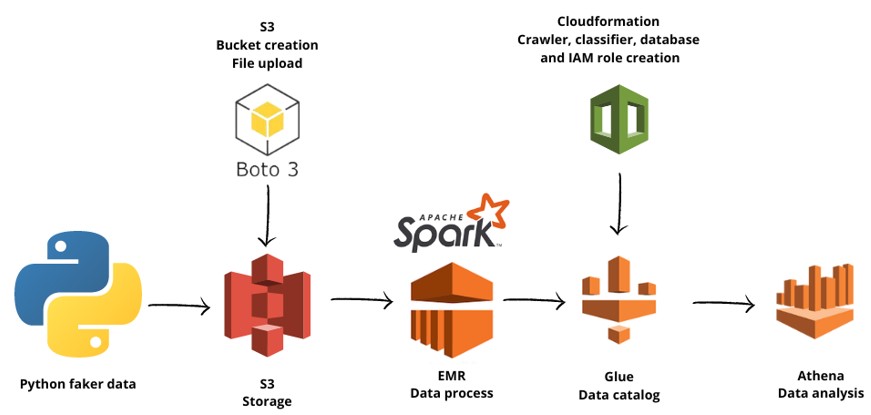 S3
Bucket creation
File upload
Cloudformation
Crawler, classifier, database
and IAM role creation
Boto 3
APACHE
Spark™
Python faker data
S3
Storage
EMR
Data process
Glue
Data catalog
Athena
Data analysis